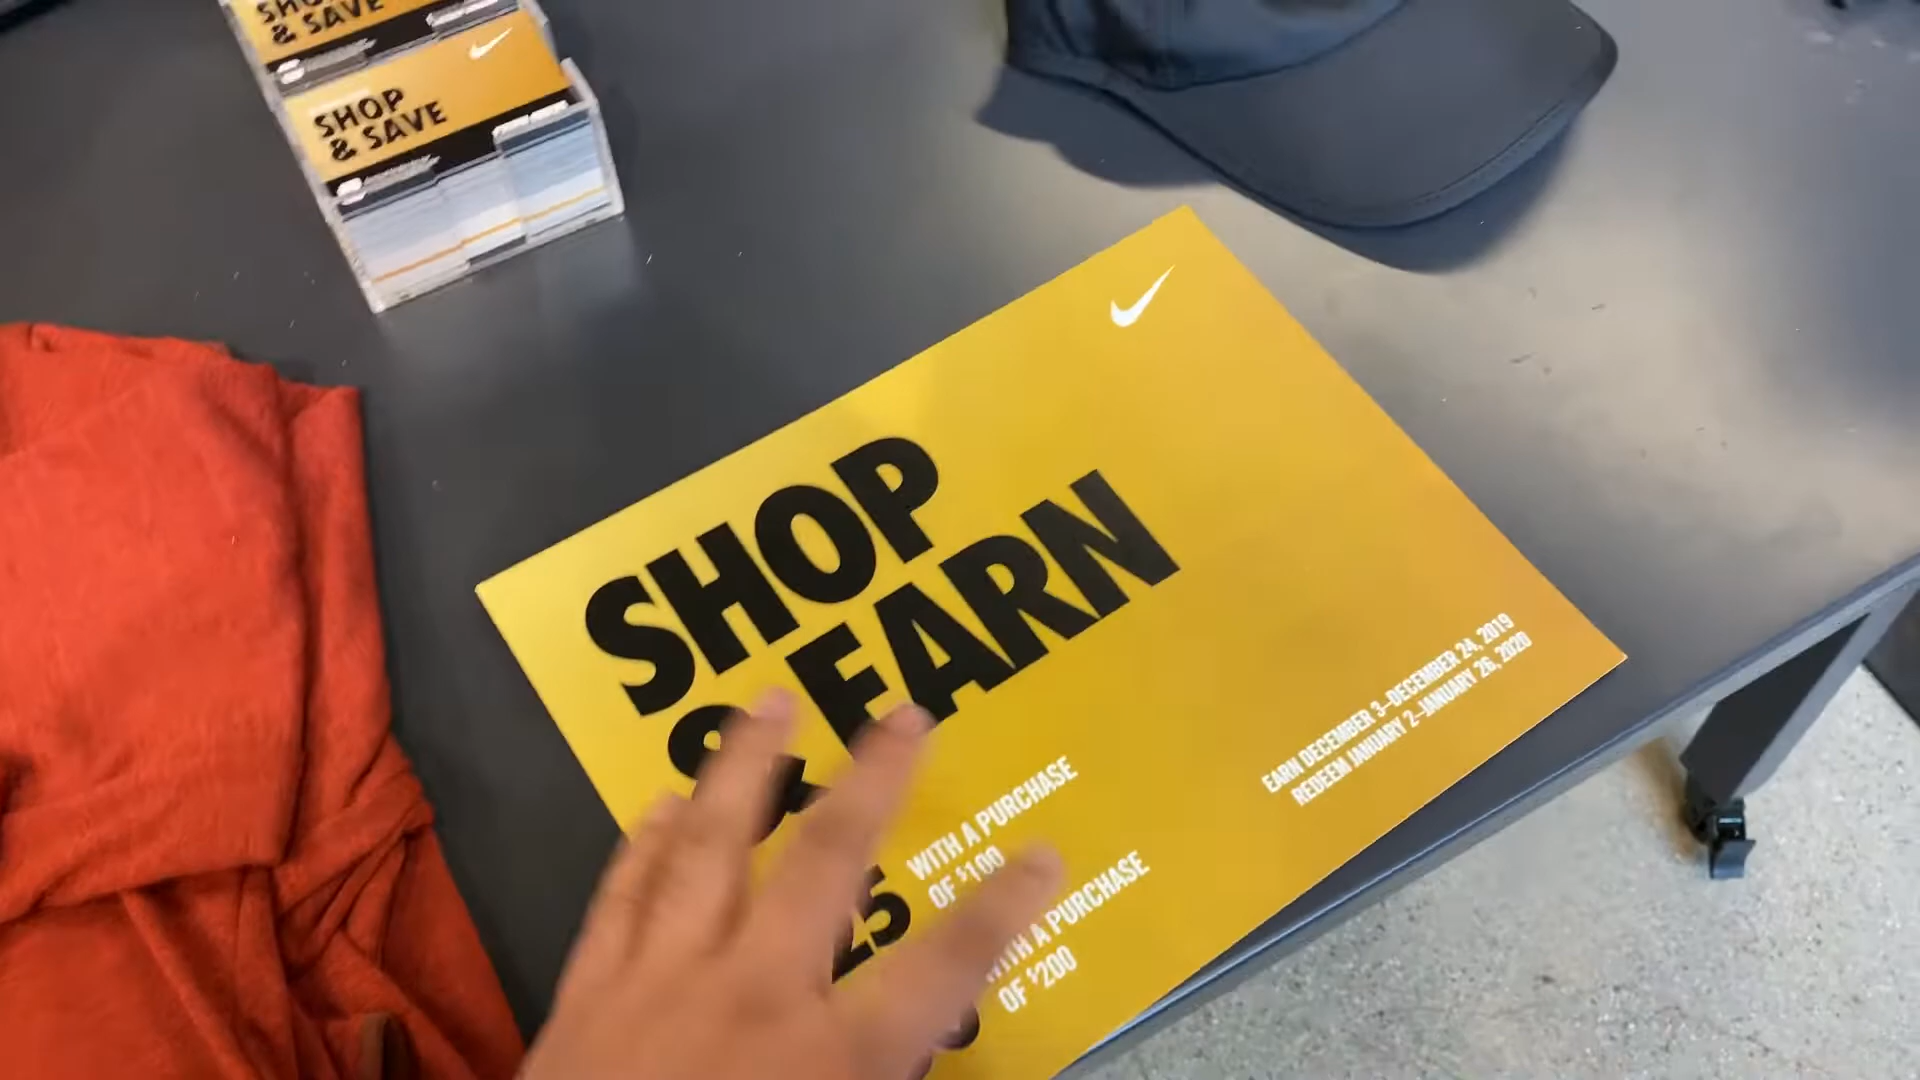 SHOP
& SAVE
SHOP
& SAVE
SHOP
& EARN
25 WITH A PURCHASE
OF $100
WITH A PURCHASE
OF $200
EARN DECEMBER 3–DECEMBER 24, 2019
REDEEM JANUARY 2–JANUARY 26, 2020